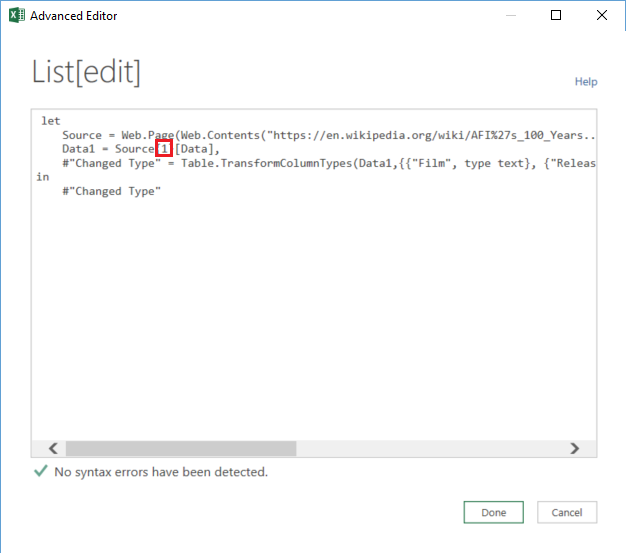 Advanced Editor
List[edit]
Help
let
Source = Web.Page(Web.Contents("https://en.wikipedia.org/wiki/AFI%27s_100_Years..
Data1 = Source{1}[Data],
#"Changed Type" = Table.TransformColumnTypes(Data1,{{"Film", type text}, {"Releas
in
#"Changed Type"
No syntax errors have been detected.
Done
Cancel